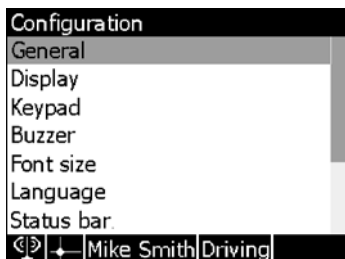 Configuration
General
Display
Keypad
Buzzer
Font size
Language
Status bar.
Mike Smith Driving